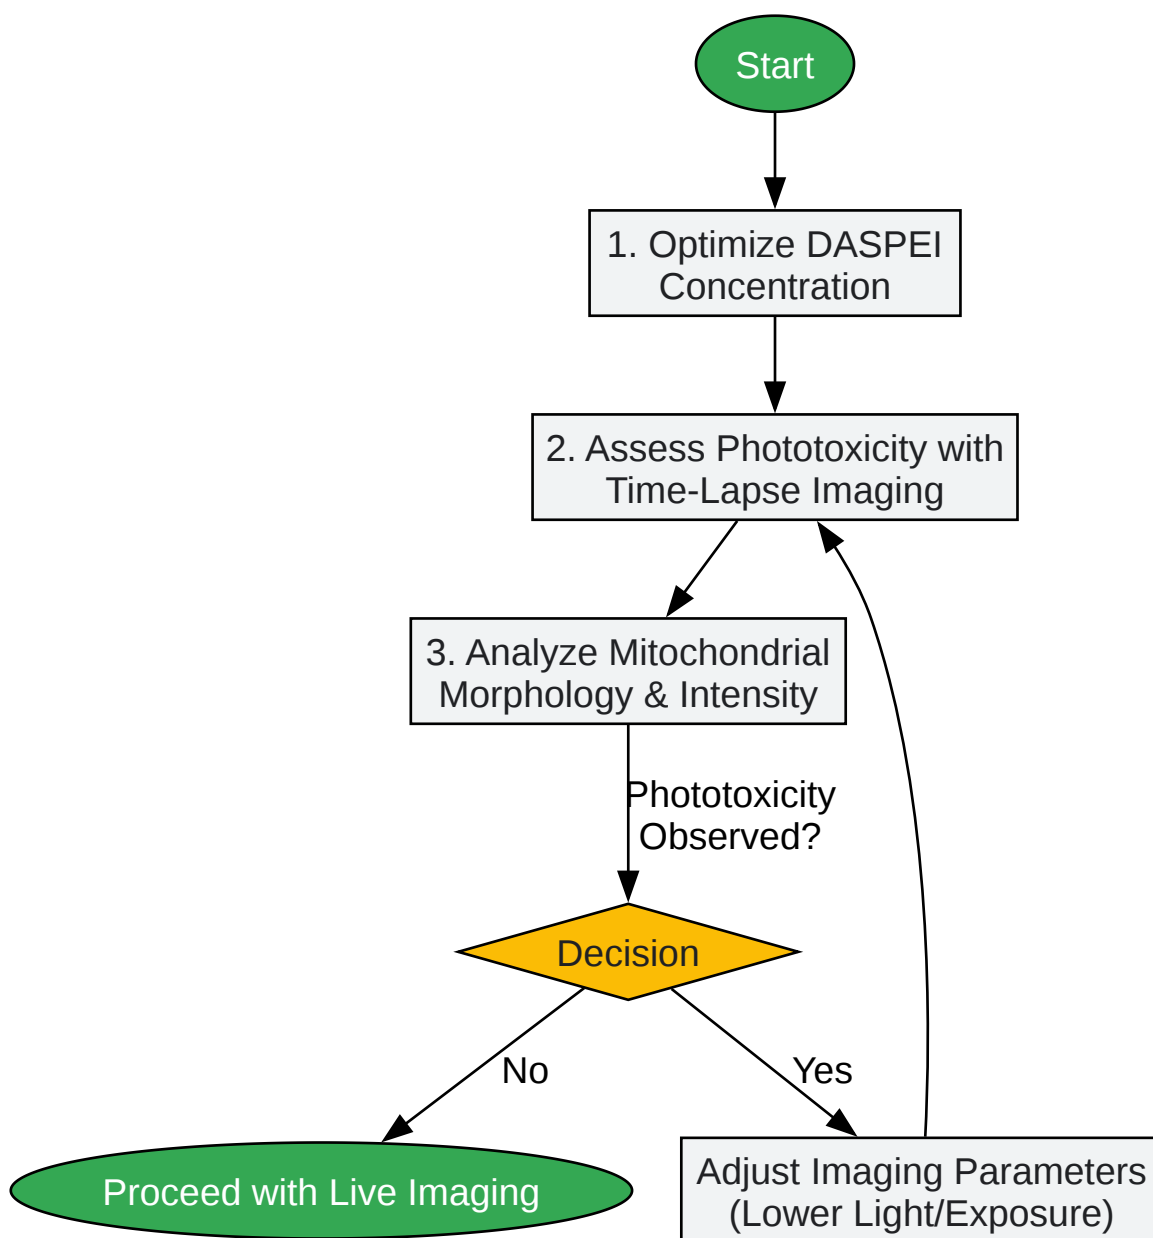 Start
1. Optimize DASPEI
Concentration
2. Assess Phototoxicity with
Time-Lapse Imaging
3. Analyze Mitochondrial
Morphology & Intensity
Phototoxicity
Observed?
Decision
No
Yes
Proceed with Live Imaging
Adjust Imaging Parameters
(Lower Light/Exposure)